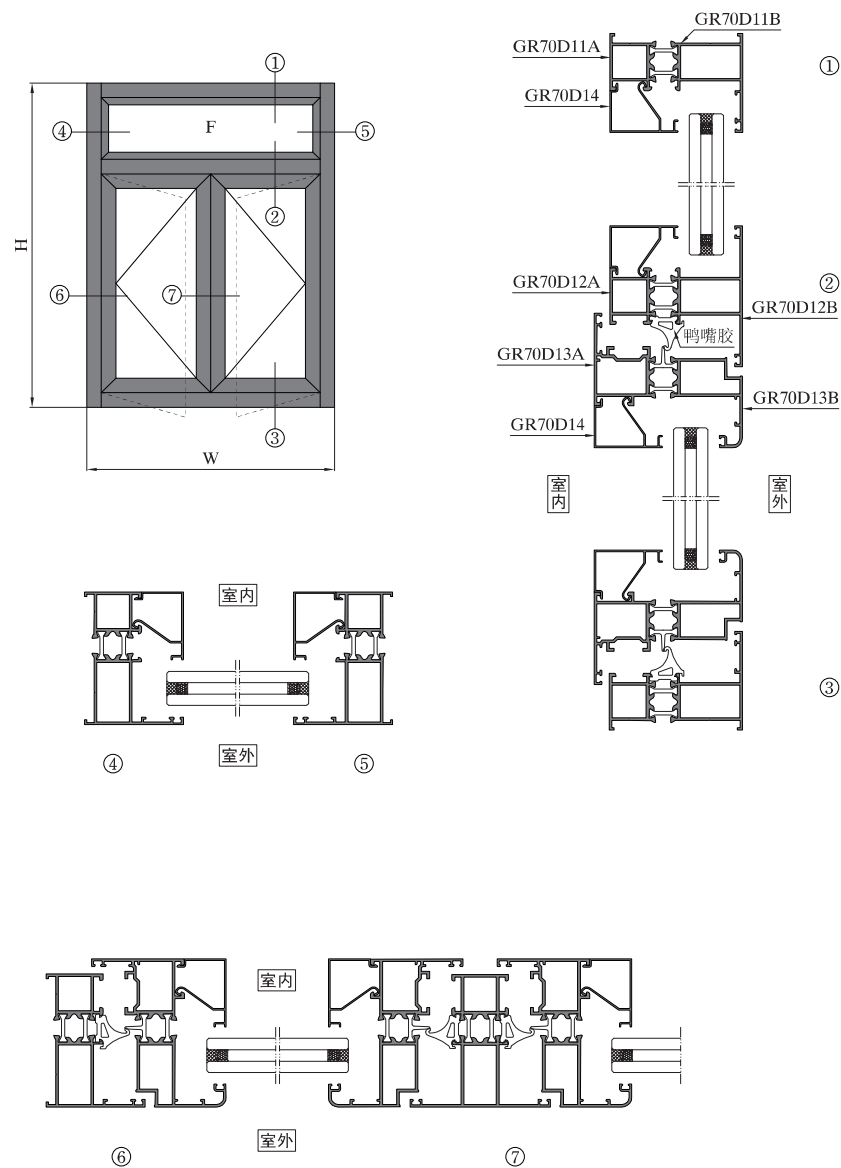 ①
④
F
⑤
②
H
⑥
⑦
③
W
GR70D11B
GR70D11A
①
GR70D14
GR70D12A
②
GR70D12B
鸭嘴胶
GR70D13A
GR70D13B
GR70D14
室内
室外
③
室内
室外
④
⑤
室内
室外
⑥
⑦